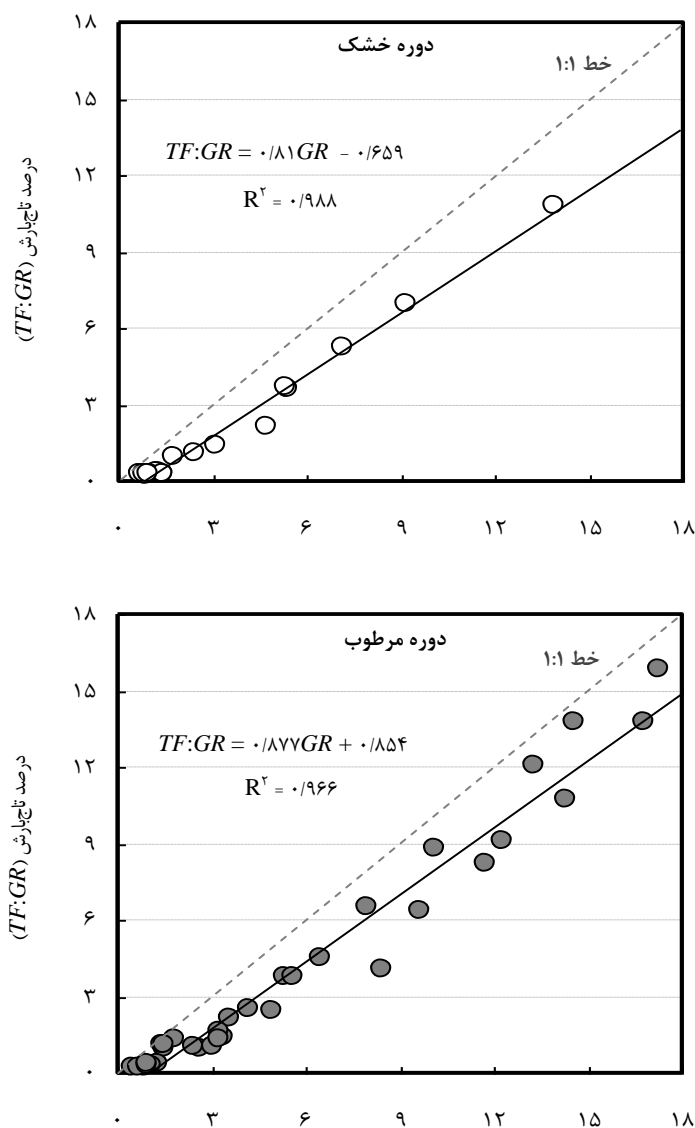 دوره خشک
خط ۱:۱
TF:GR = ۰/۸۱GR - ۰/۶۵۹
R۲ = ۰/۹۸۸
درصد تاج‌بارش (TF:GR)
۱۸
۱۵
۱۲
۹
۶
۳
۰
۰ ۳ ۶ ۹ ۱۲ ۱۵ ۱۸
دوره مرطوب
خط ۱:۱
TF:GR = ۰/۸۷۷GR + ۰/۸۵۴
R۲ = ۰/۹۶۶
درصد تاج‌بارش (TF:GR)
۱۸
۱۵
۱۲
۹
۶
۳
۰
۰ ۳ ۶ ۹ ۱۲ ۱۵ ۱۸